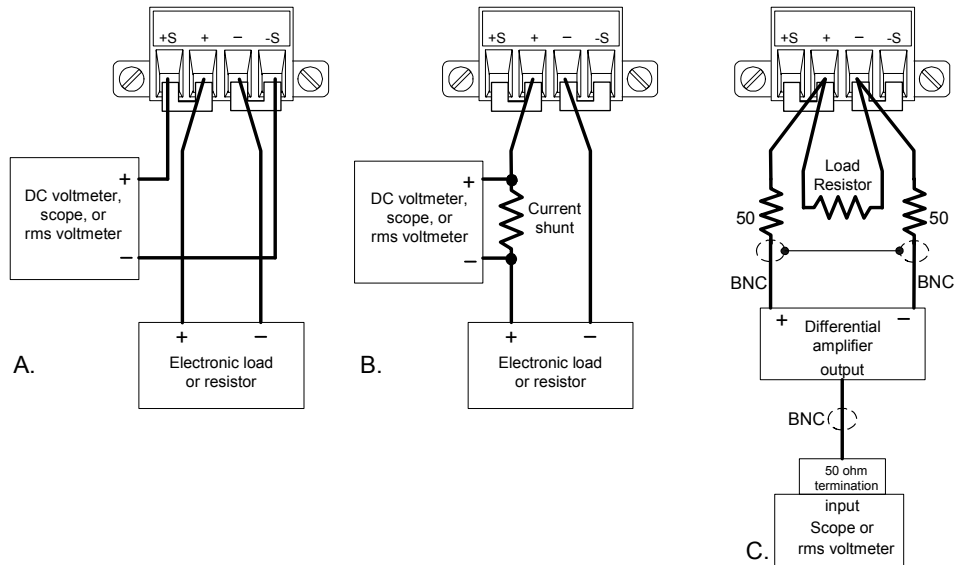 +S + − -S
+
DC voltmeter,
scope, or
rms voltmeter
−
+ −
Electronic load
or resistor
A.
+S + − -S
+
DC voltmeter,
scope, or
rms voltmeter
−
Current
shunt
+ −
Electronic load
or resistor
B.
+S + − -S
Load
Resistor
50 50
BNC BNC
+ −
Differential
amplifier
output
BNC
50 ohm
termination
input
Scope or
rms voltmeter
C.